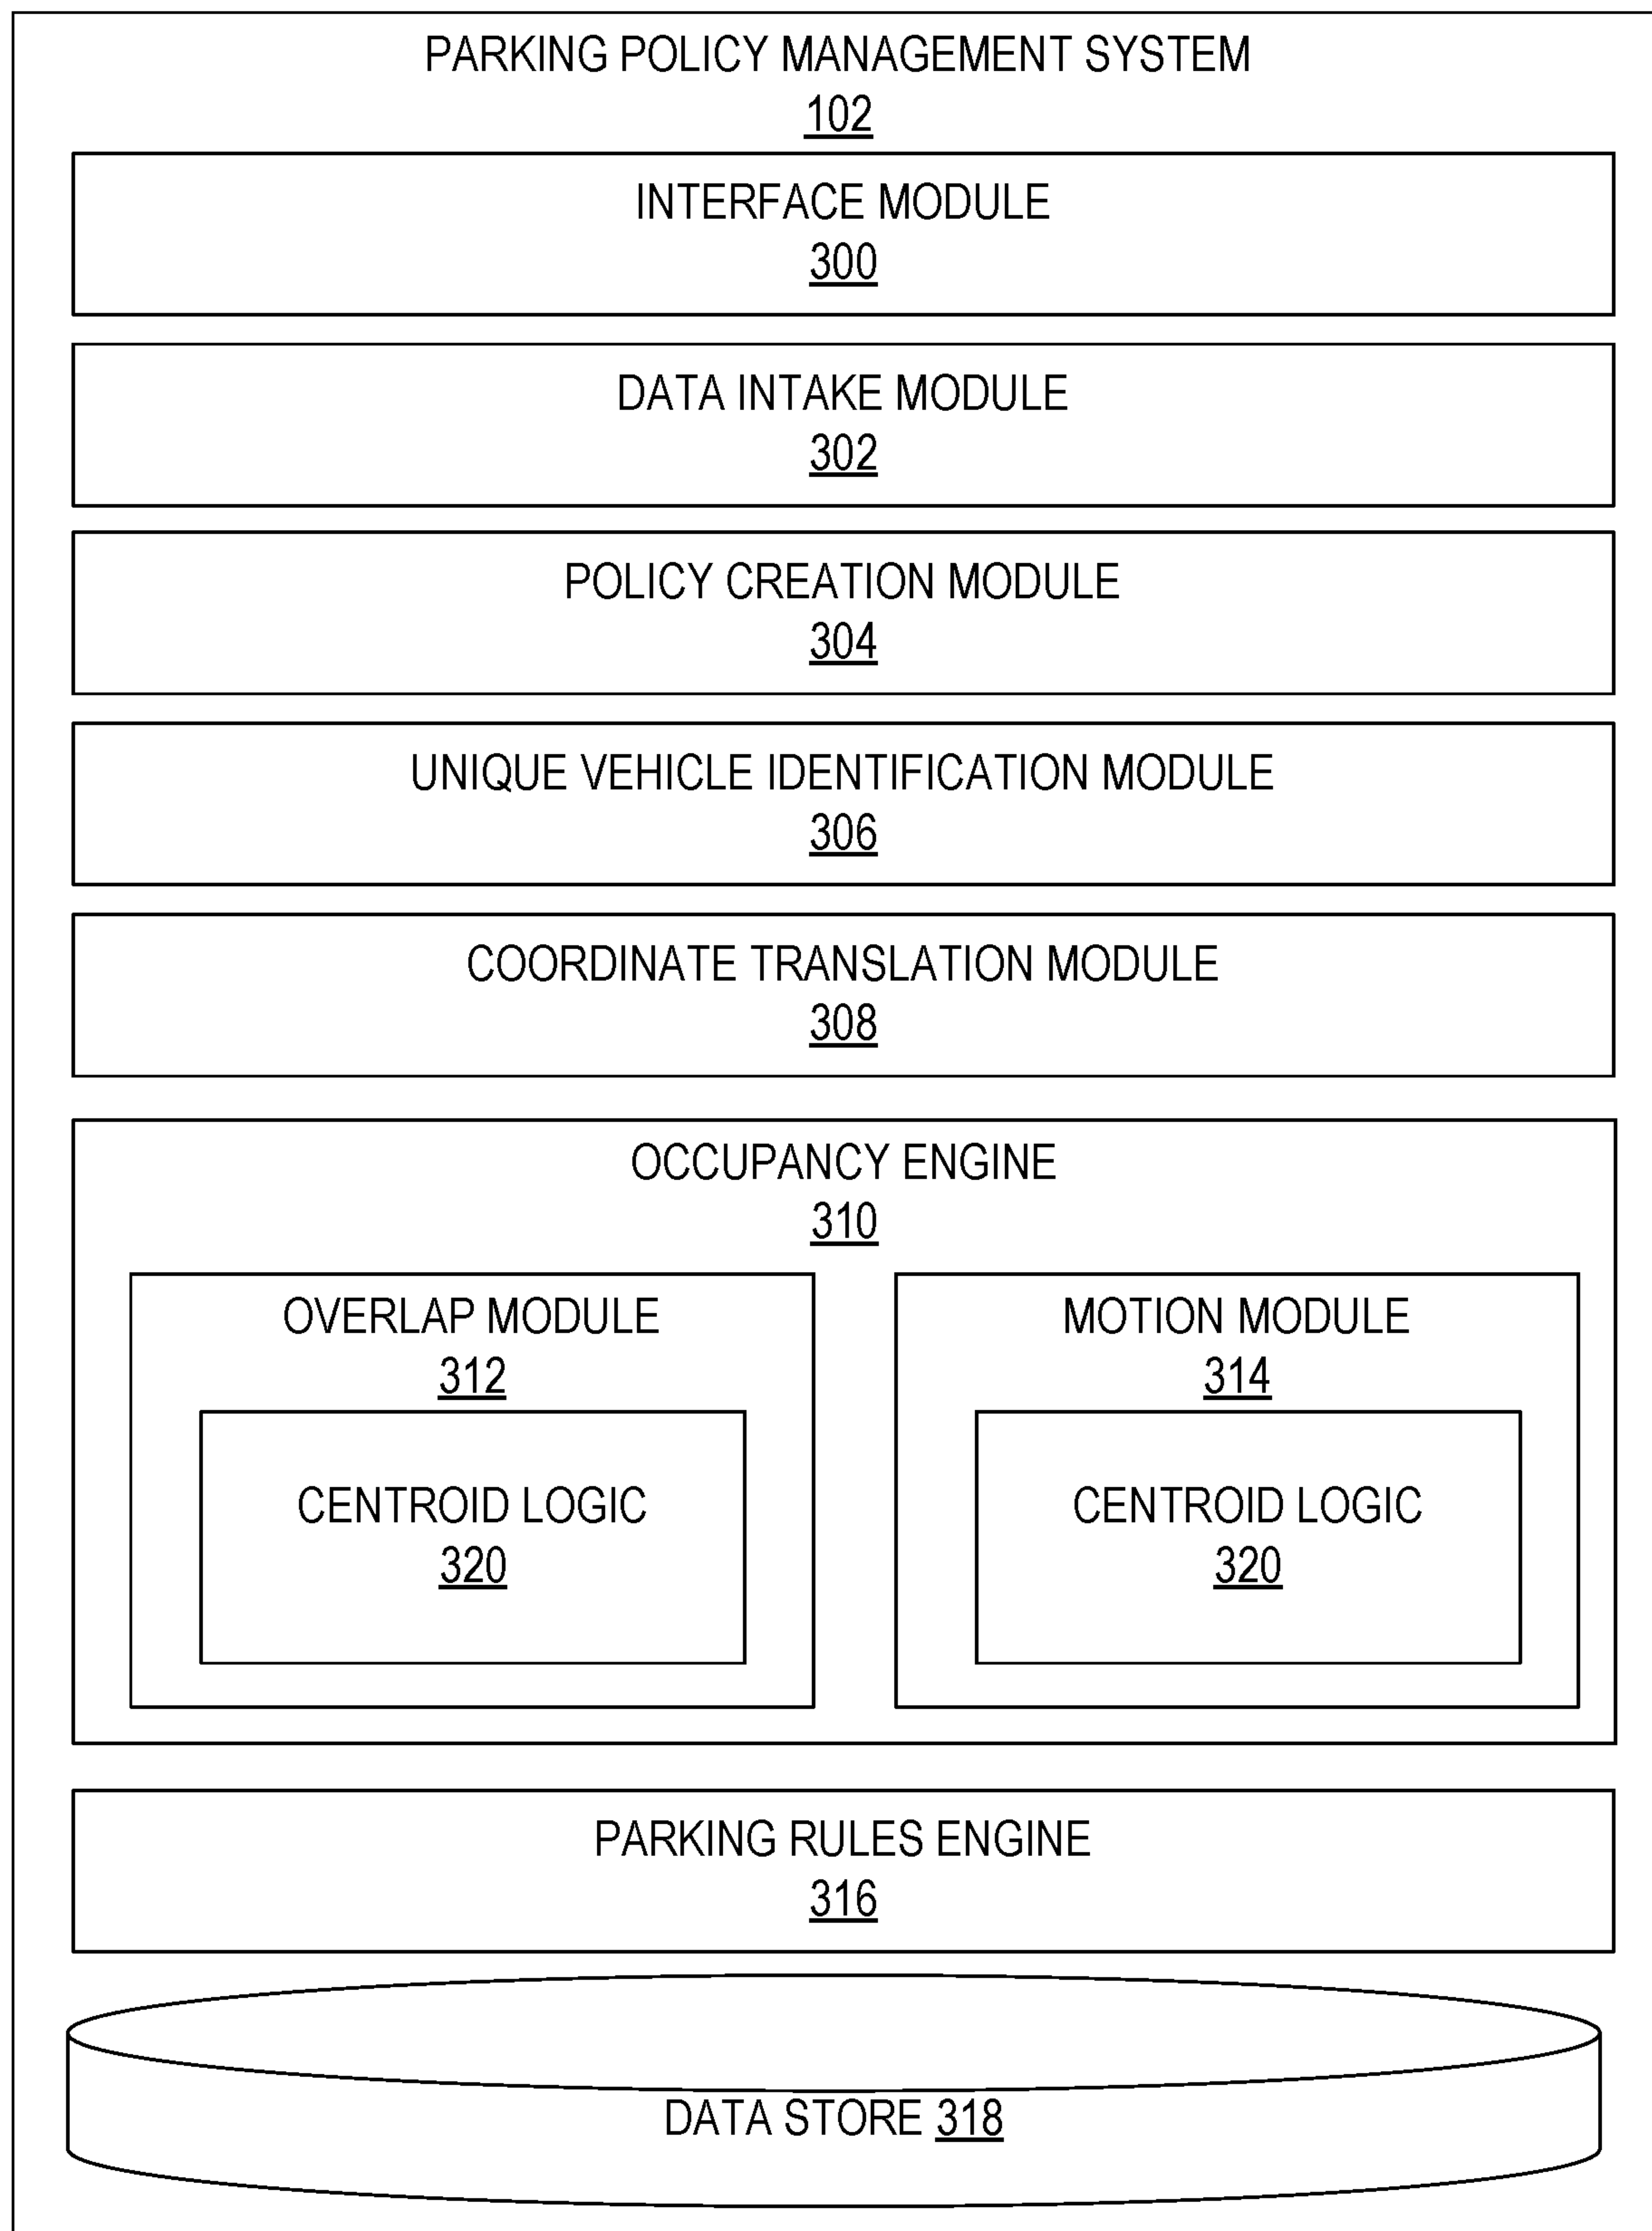 PARKING POLICY MANAGEMENT SYSTEM
102
INTERFACE MODULE
300
DATA INTAKE MODULE
302
POLICY CREATION MODULE
304
UNIQUE VEHICLE IDENTIFICATION MODULE
306
COORDINATE TRANSLATION MODULE
308
OCCUPANCY ENGINE
310
OVERLAP MODULE
312
CENTROID LOGIC
320
MOTION MODULE
314
CENTROID LOGIC
320
PARKING RULES ENGINE
316
DATA STORE 318